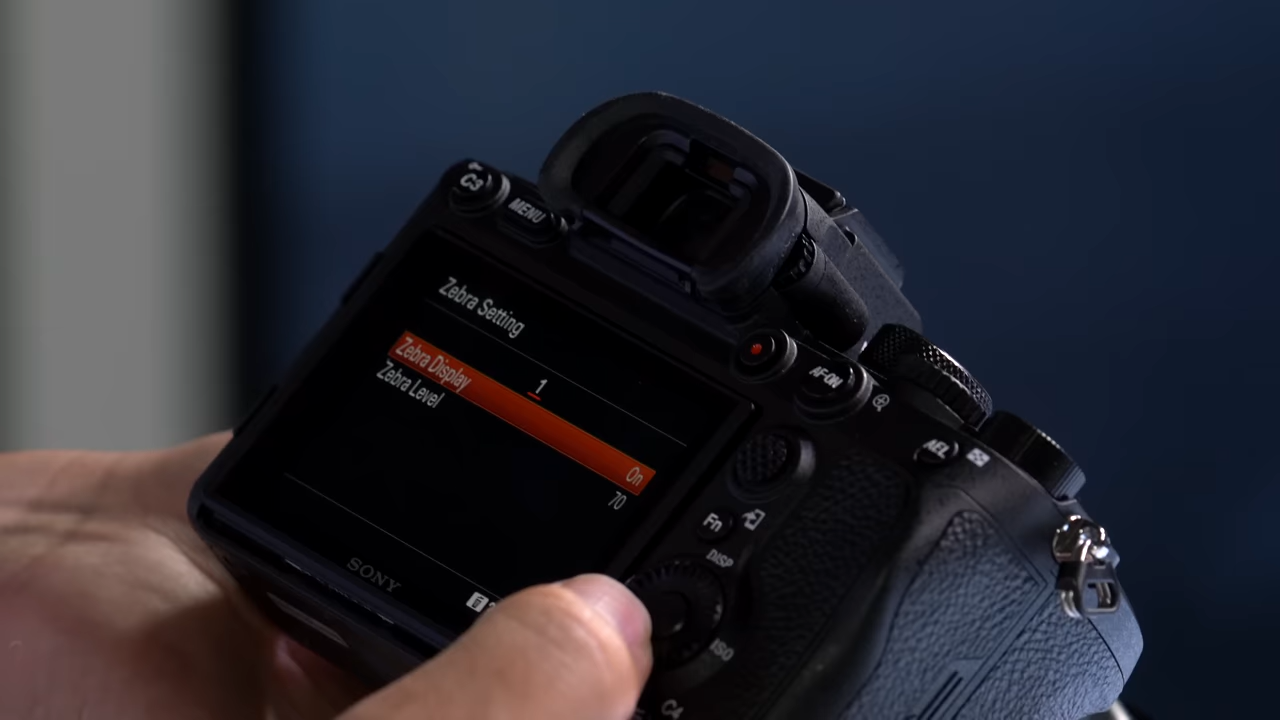 C3
MENU
Zebra Setting
1
Zebra Display On
Zebra Level 70
AF-ON
AEL
Fn
DISP
SONY
ISO
C4